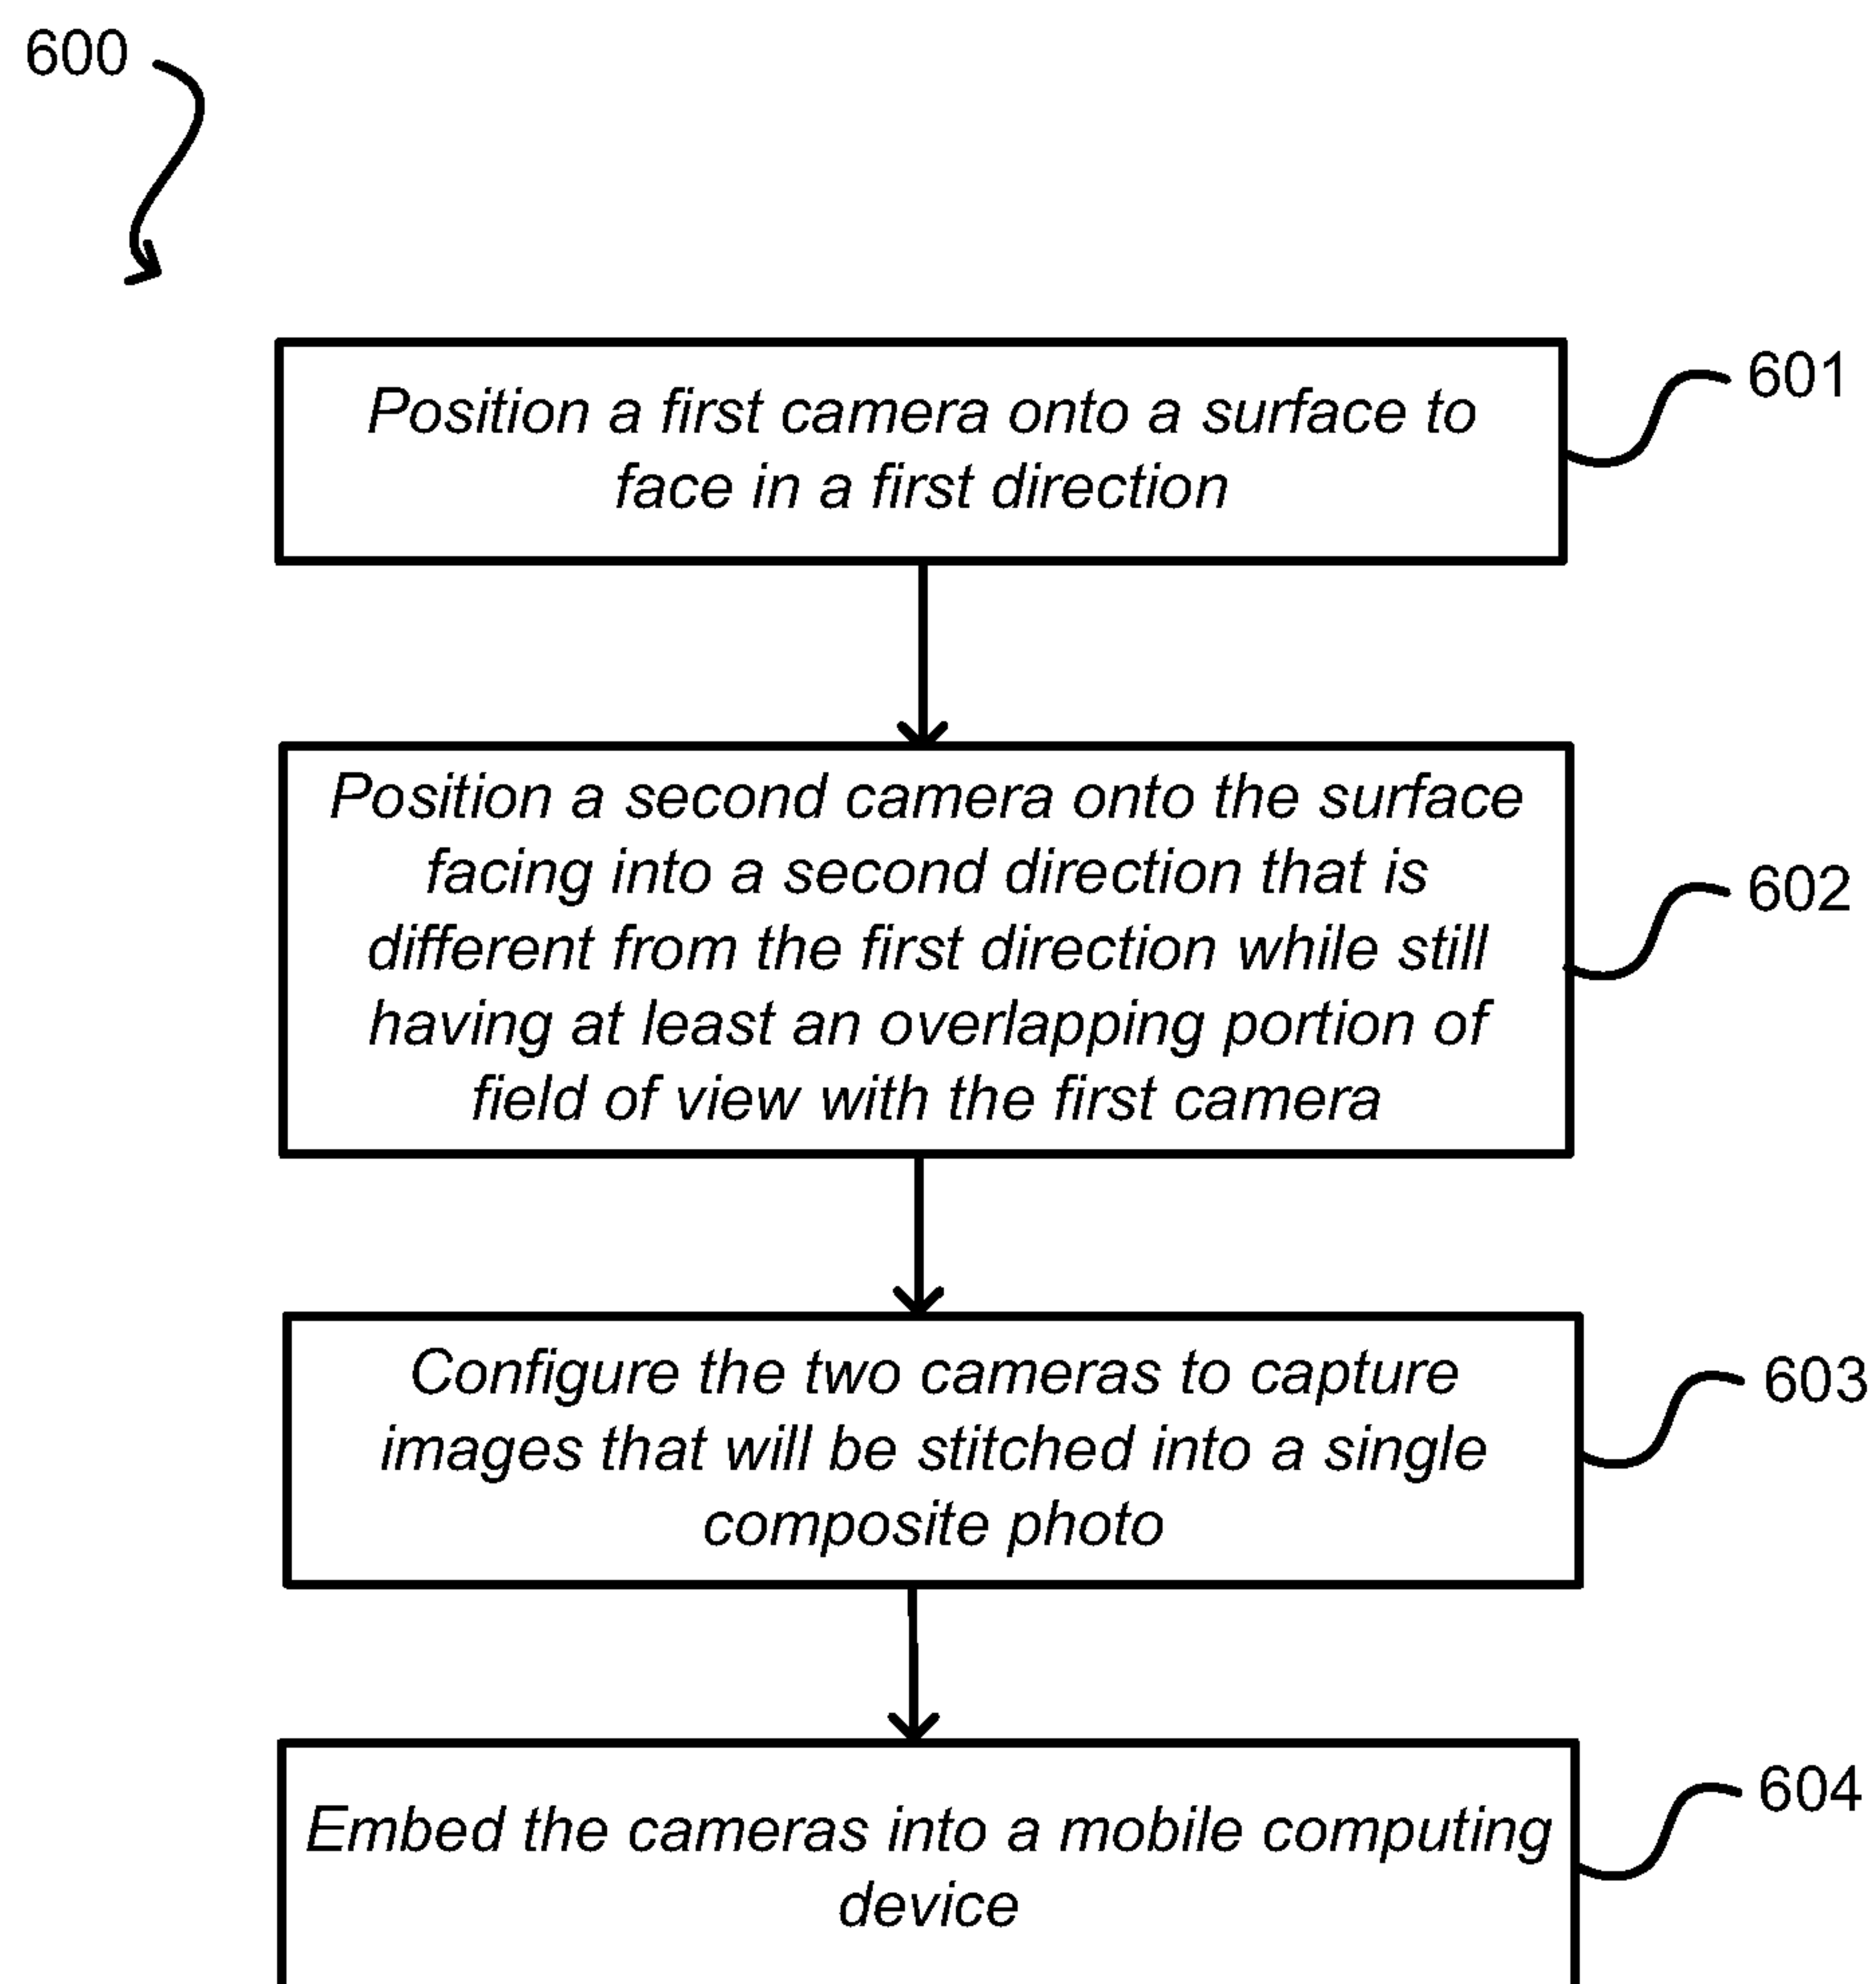 600
Position a first camera onto a surface to
face in a first direction
601
Position a second camera onto the surface
facing into a second direction that is
different from the first direction while still
having at least an overlapping portion of
field of view with the first camera
602
Configure the two cameras to capture
images that will be stitched into a single
composite photo
603
Embed the cameras into a mobile computing
device
604